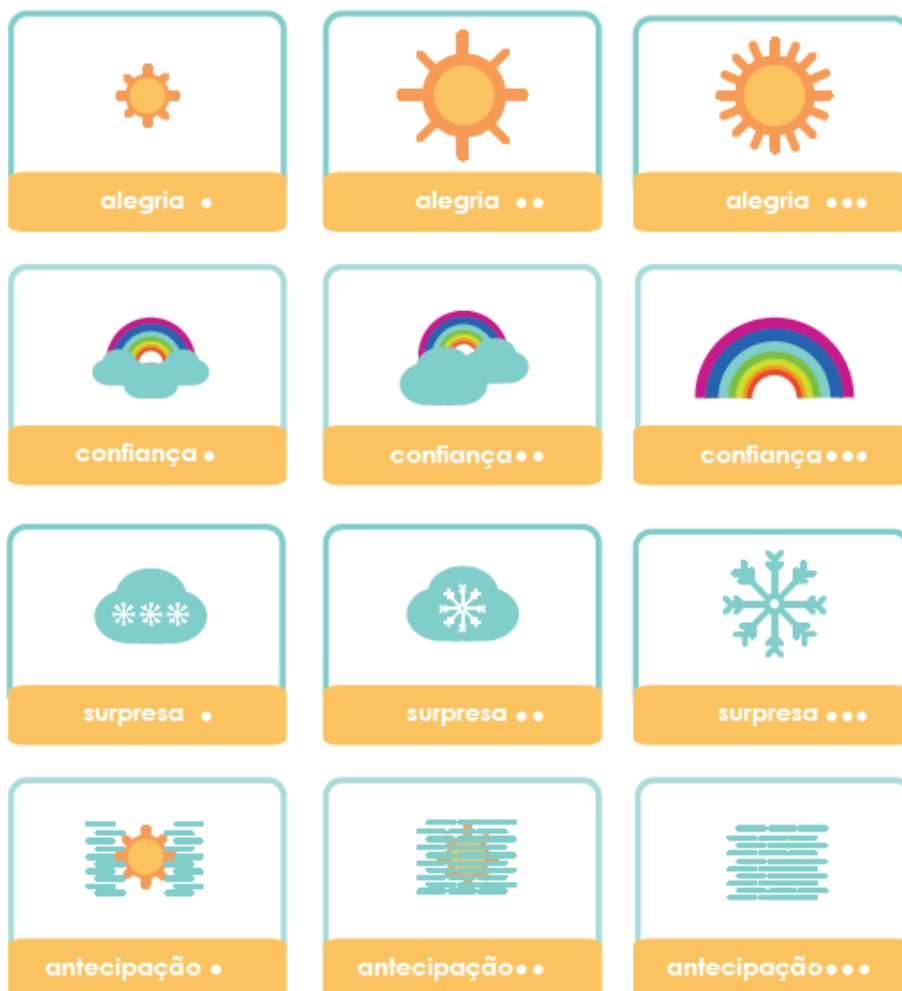 alegria •
alegria ••
alegria •••
confiança •
confiança ••
confiança •••
surpresa •
surpresa ••
surpresa •••
antecipação •
antecipação ••
antecipação •••